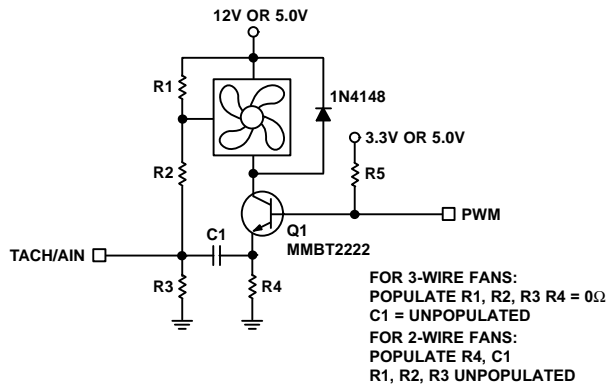 12V OR 5.0V
R1
1N4148
3.3V OR 5.0V
R2
R5
PWM
C1
Q1
MMBT2222
TACH/AIN
R3
R4
FOR 3-WIRE FANS:
POPULATE R1, R2, R3 R4 = 0Ω
C1 = UNPOPULATED
FOR 2-WIRE FANS:
POPULATE R4, C1
R1, R2, R3 UNPOPULATED